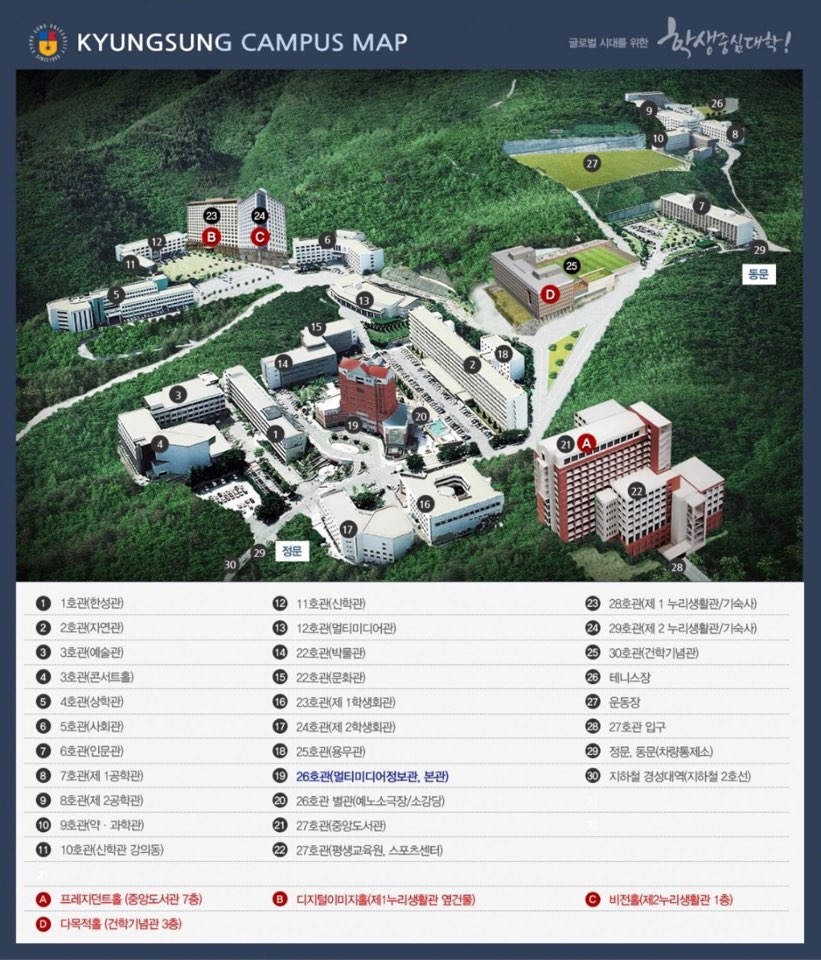 KYUNGSUNG CAMPUS MAP
글로벌 시대를 위한 학생중심대학!
9
26
10
8
27
7
29
동문
23
24
B
C
12
6
11
25
D
5
13
15
14
2
18
3
20
19
4
1
21
A
22
16
17
정문
29
30
28
1 1호관(한성관)
2 2호관(자연관)
3 3호관(예술관)
4 3호관(콘서트홀)
5 4호관(상학관)
6 5호관(사회관)
7 6호관(인문관)
8 7호관(제 1공학관)
9 8호관(제 2공학관)
10 9호관(약 · 과학관)
11 10호관(신학관 강의동)
12 11호관(신학관)
13 12호관(멀티미디어관)
14 22호관(박물관)
15 22호관(문화관)
16 23호관(제 1학생회관)
17 24호관(제 2학생회관)
18 25호관(용무관)
19 26호관(멀티미디어정보관, 본관)
20 26호관 별관(예노소극장/소강당)
21 27호관(중앙도서관)
22 27호관(평생교육원, 스포츠센터)
23 28호관(제 1 누리생활관/기숙사)
24 29호관(제 2 누리생활관/기숙사)
25 30호관(건학기념관)
26 테니스장
27 운동장
28 27호관 입구
29 정문, 동문(차량통제소)
30 지하철 경성대역(지하철 2호선)
A 프레지던트홀 (중앙도서관 7층)
B 디지털이미지홀(제1누리생활관 옆건물)
C 비전홀(제2누리생활관 1층)
D 다목적홀 (건학기념관 3층)